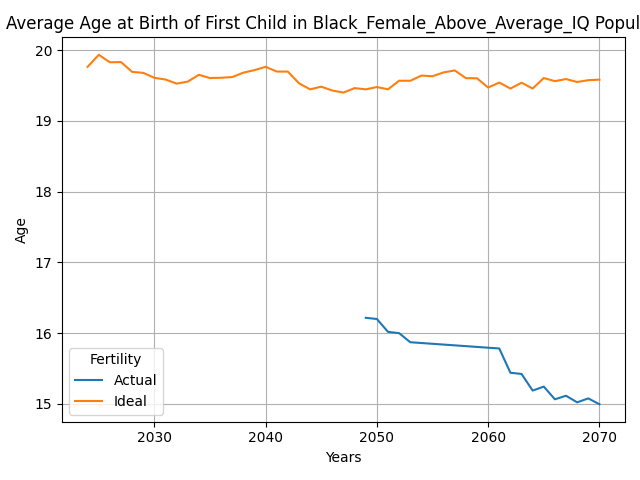 Average Age at Birth of First Child in Black_Female_Above_Average_IQ Popul
20
19
18
17
16
15
Age
Fertility
Actual
Ideal
2030 2040 2050 2060 2070
Years